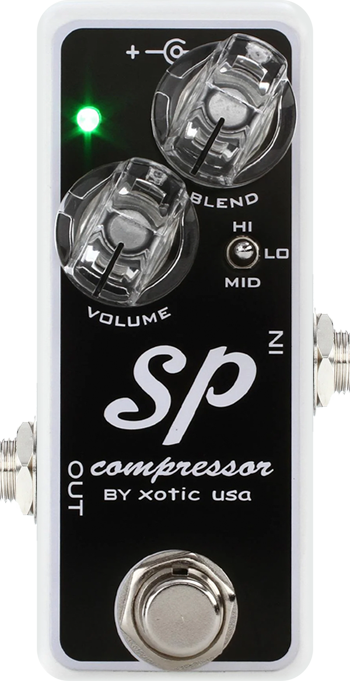 +
BLEND
HI
LO
MID
VOLUME
IN
SP
compressor
OUT
BY xotic usa